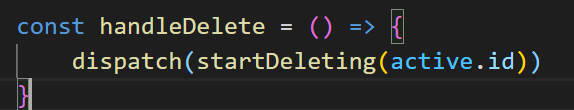 const handleDelete = () => {
    dispatch(startDeleting(active.id))
}